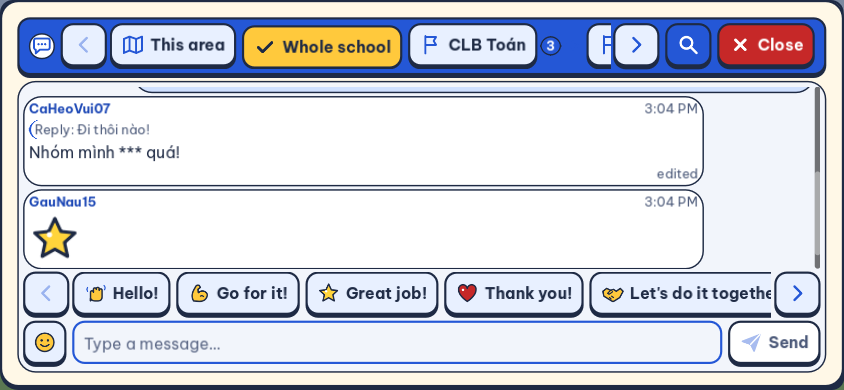 This area
Whole school
CLB Toán
3
Close
CaHeoVui07
3:04 PM
Reply: Đi thôi nào!
Nhóm mình *** quá!
edited
GauNau15
3:04 PM
Hello!
Go for it!
Great job!
Thank you!
Let's do it togethe
Type a message...
Send